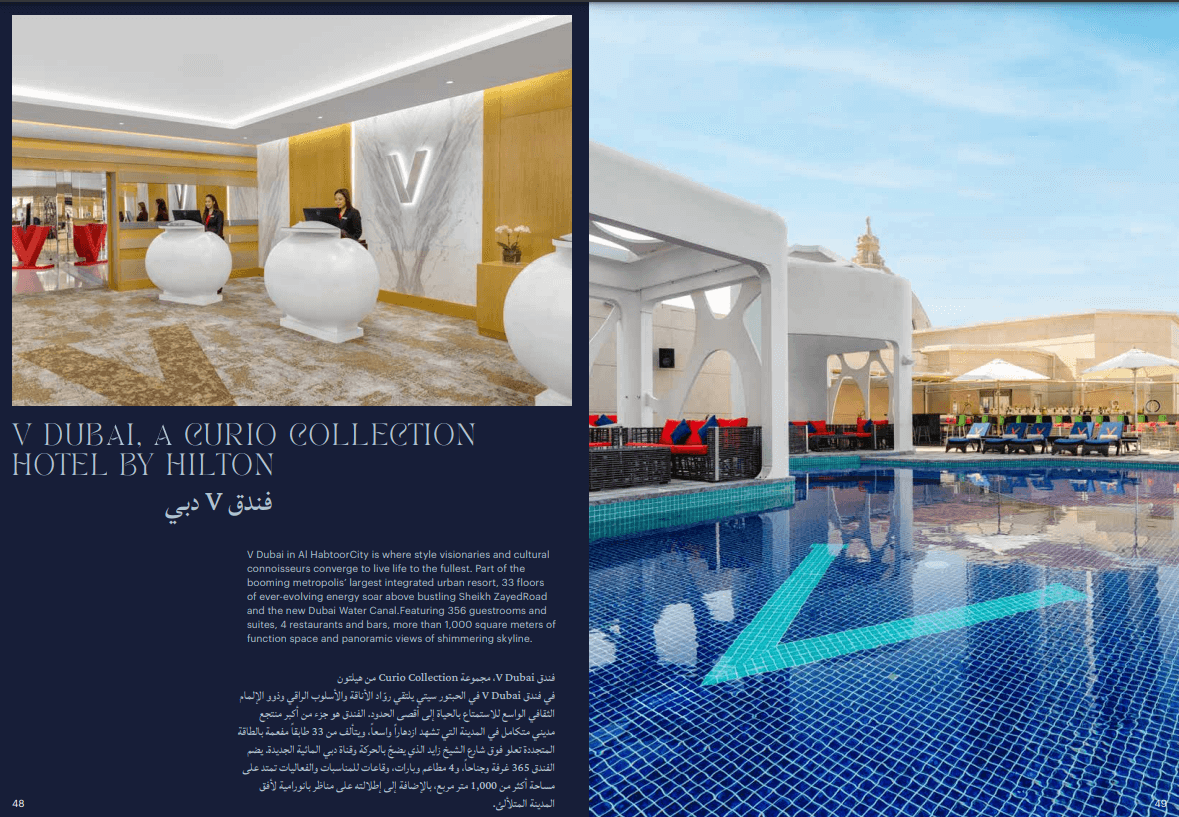 V
V
V
V
V DUBAI, A CURIO COLLECTION
HOTEL BY HILTON
فندق V دبي
V Dubai in Al HabtoorCity is where style visionaries and cultural
connoisseurs converge to live life to the fullest. Part of the
booming metropolis’ largest integrated urban resort, 33 floors
of ever-evolving energy soar above bustling Sheikh ZayedRoad
and the new Dubai Water Canal.Featuring 356 guestrooms and
suites, 4 restaurants and bars, more than 1,000 square meters of
function space and panoramic views of shimmering skyline.
فندق V Dubai، مجموعة Curio Collection من هيلتون
في فندق V Dubai في الحبتور سيتي يلتقي روّاد الأناقة والأسلوب الراقي وذوو الإلمام
الثقافي الواسع للاستمتاع بالحياة إلى أقصى الحدود. الفندق هو جزء من أكبر منتجع
مديني متكامل في المدينة التي تشهد ازدهاراً واسعاً، ويتألف من 33 طابقاً مفعمة بالطاقة
المتجددة تعلو فوق شارع الشيخ زايد الذي يضجّ بالحركة وقناة دبي المائية الجديدة. يضم
الفندق 365 غرفة وجناحاً، و4 مطاعم وبارات، وقاعات للمناسبات والفعاليات تمتد على
مساحة أكثر من 1,000 متر مربع، بالإضافة إلى إطلالته على مناظر بانورامية لأفق
المدينة المتلألئ.
48
V
49